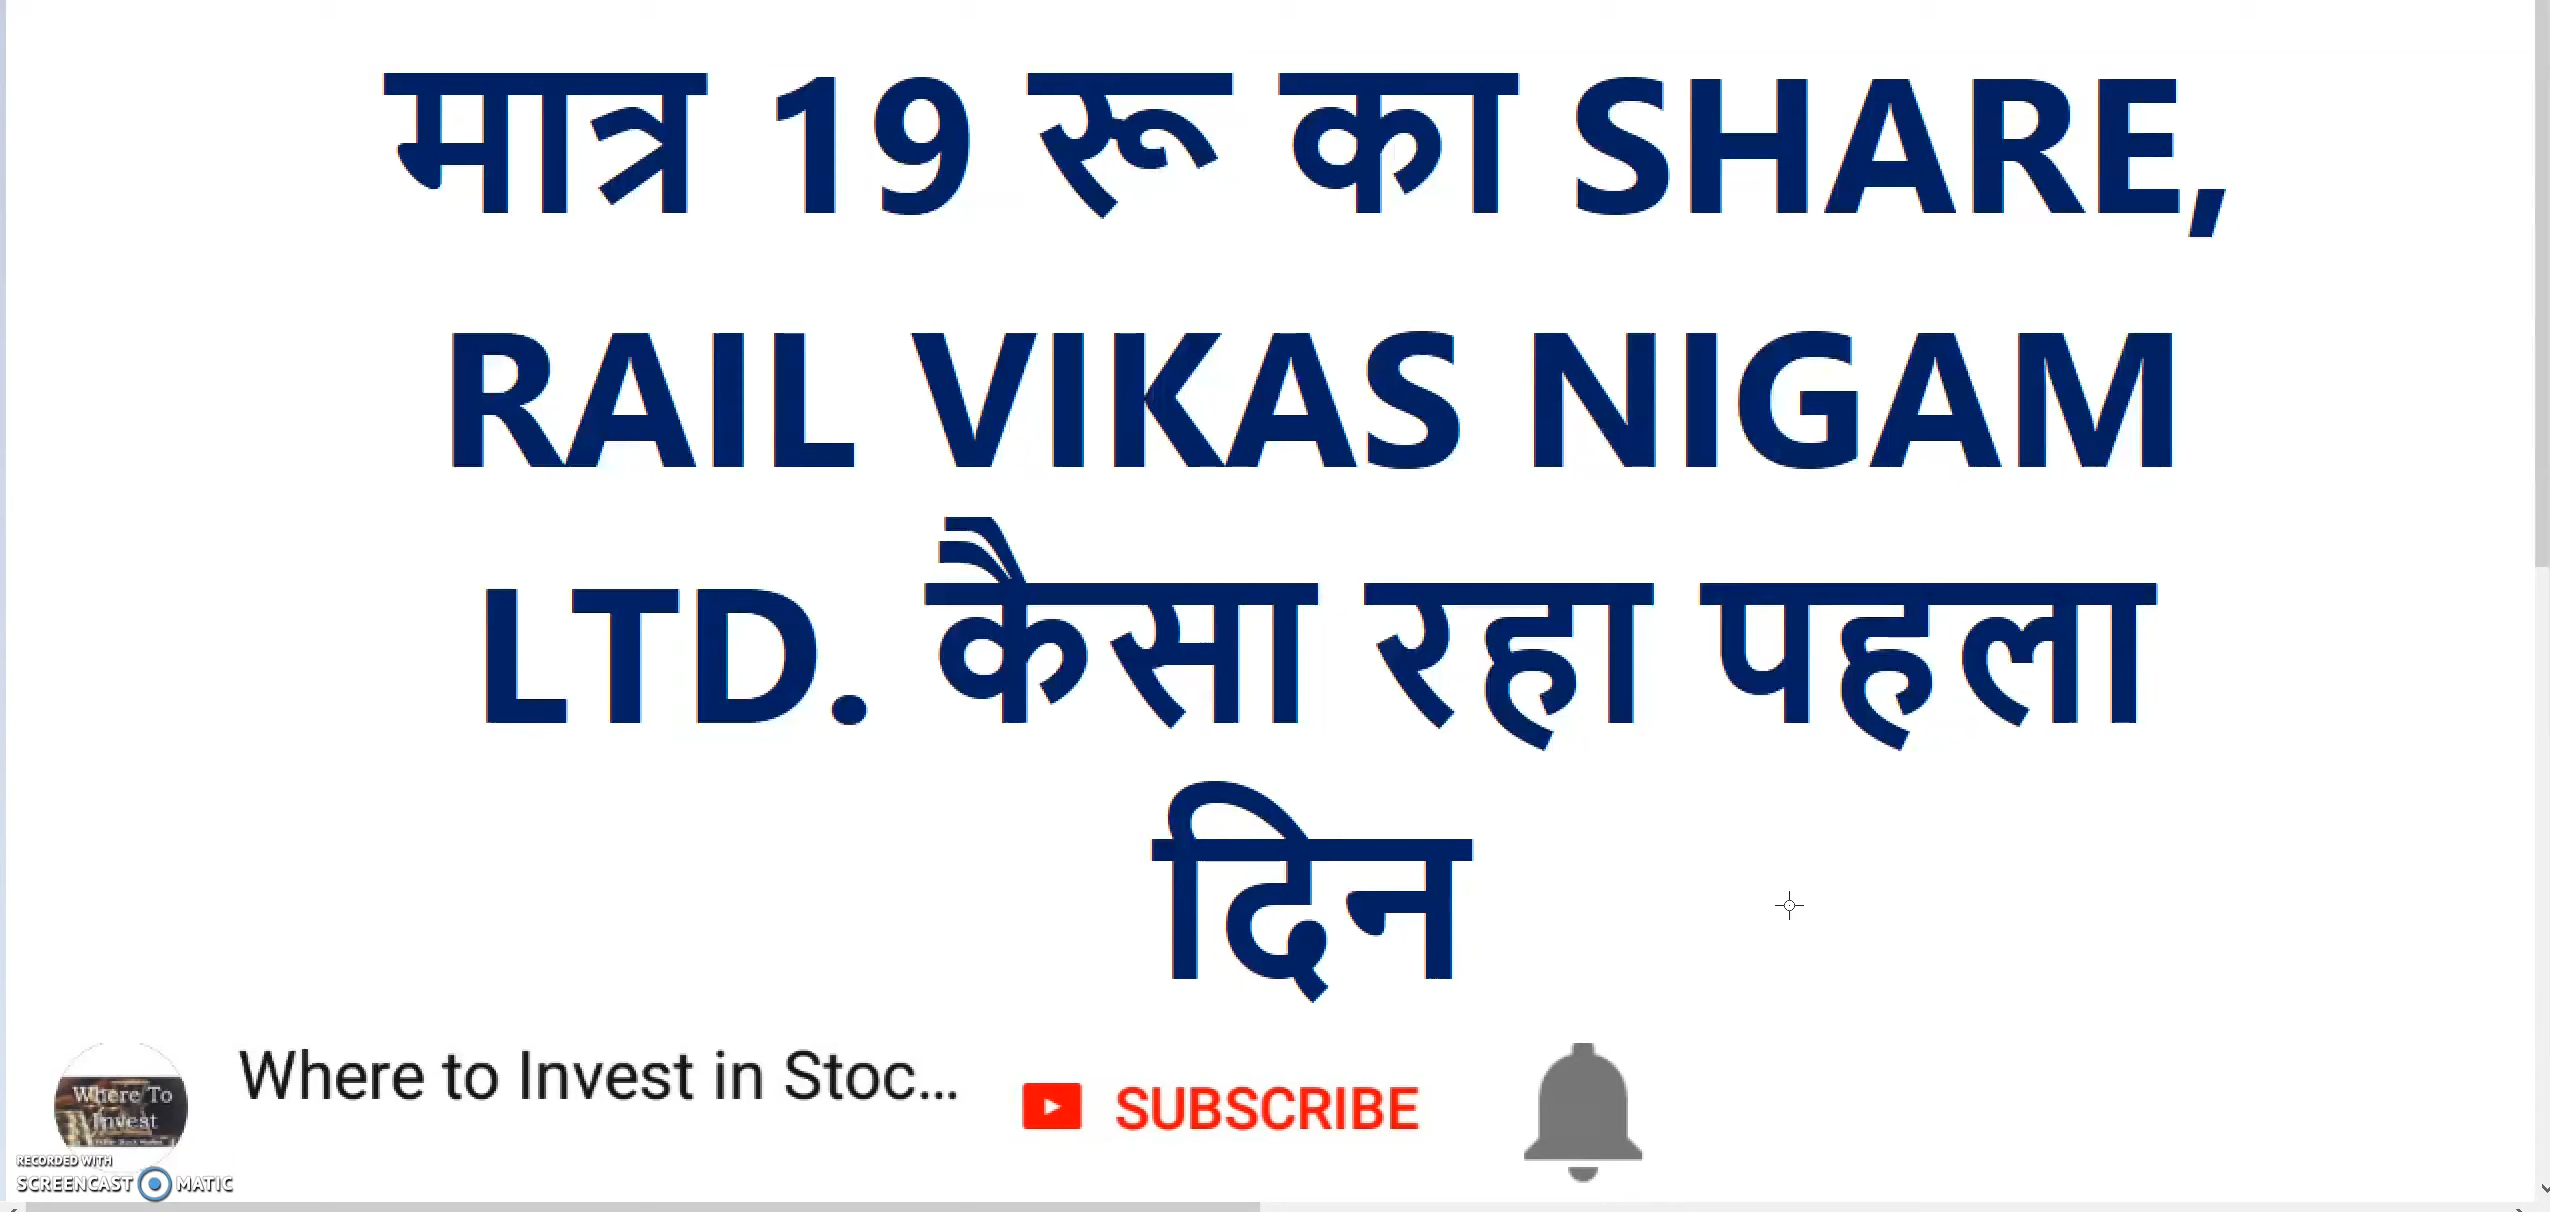 मात्र 19 रू का SHARE,
RAIL VIKAS NIGAM
LTD. कैसा रहा पहला
दिन
Where to Invest in Stoc...
SUBSCRIBE
Where To
Invest
RECORDED WITH
SCREENCAST MATIC